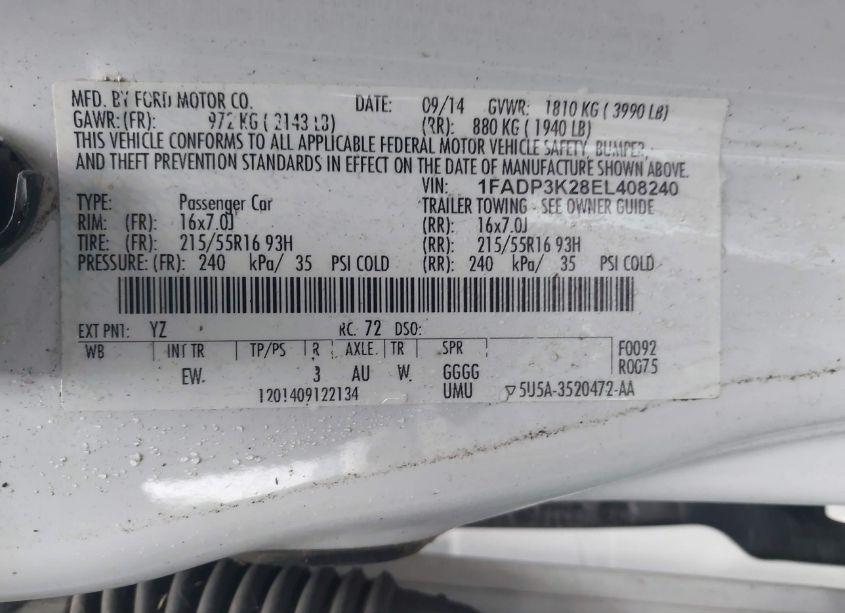 MFD. BY FORD MOTOR CO. DATE: 09/14 GVWR: 1810 KG ( 3990 LB)
GAWR: (FR): 972 KG ( 2143 LB) (RR): 880 KG ( 1940 LB)
THIS VEHICLE CONFORMS TO ALL APPLICABLE FEDERAL MOTOR VEHICLE SAFETY, BUMPER,
AND THEFT PREVENTION STANDARDS IN EFFECT ON THE DATE OF MANUFACTURE SHOWN ABOVE.
VIN: 1FADP3K28EL408240
TYPE: Passenger Car TRAILER TOWING - SEE OWNER GUIDE
RIM: (FR): 16x7.0J (RR): 16x7.0J
TIRE: (FR): 215/55R16 93H (RR): 215/55R16 93H
PRESSURE: (FR): 240 kPa/ 35 PSI COLD (RR): 240 kPa/ 35 PSI COLD
EXT PNT: YZ RC: 72 DSO:
WB INT TR TP/PS R AXLE TR SPR F0092
R0075
EW 3 AU W GGGG
1201409122134 UMU 5U5A-3520472-AA